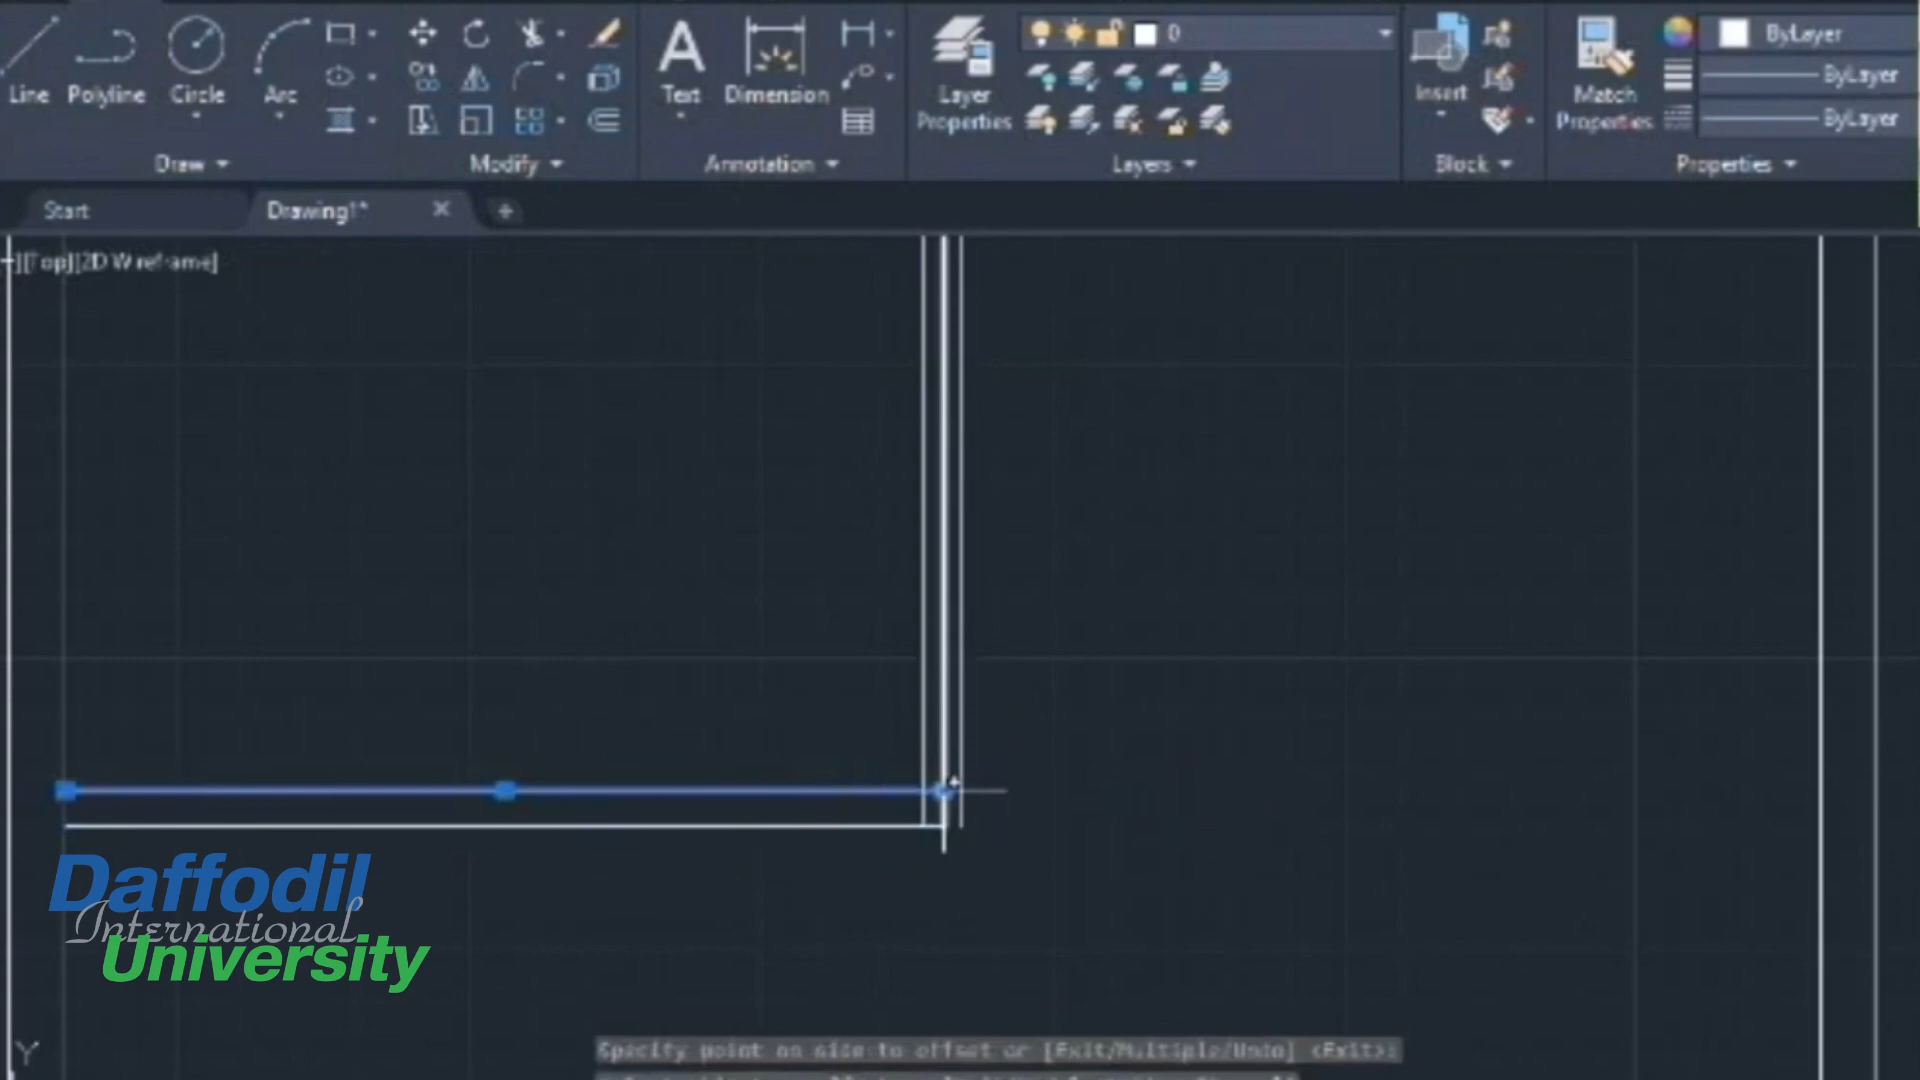 Line Polyline Circle Arc
Text Dimension
Layer
Properties
0
Insert
Match
Properties
ByLayer
ByLayer
ByLayer
Draw
Modify
Annotation
Layers
Block
Properties
Start
Drawing1*
][Top][2D Wireframe]
Daffodil
International
University
Y
Specify point on side to offset or [Exit/Multiple/Undo] <Exit>: